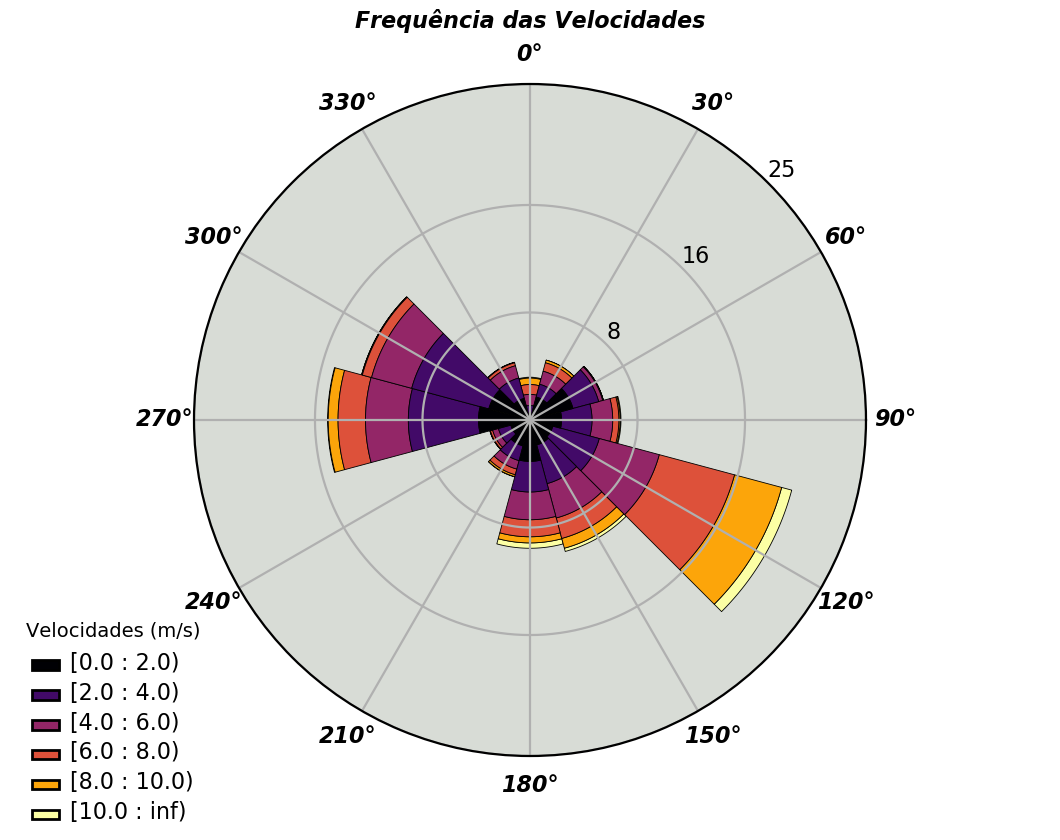 Frequência das Velocidades
0°
330°
30°
25
300°
60°
16
8
270°
90°
240°
120°
210°
150°
180°
Velocidades (m/s)
[0.0 : 2.0)
[2.0 : 4.0)
[4.0 : 6.0)
[6.0 : 8.0)
[8.0 : 10.0)
[10.0 : inf)